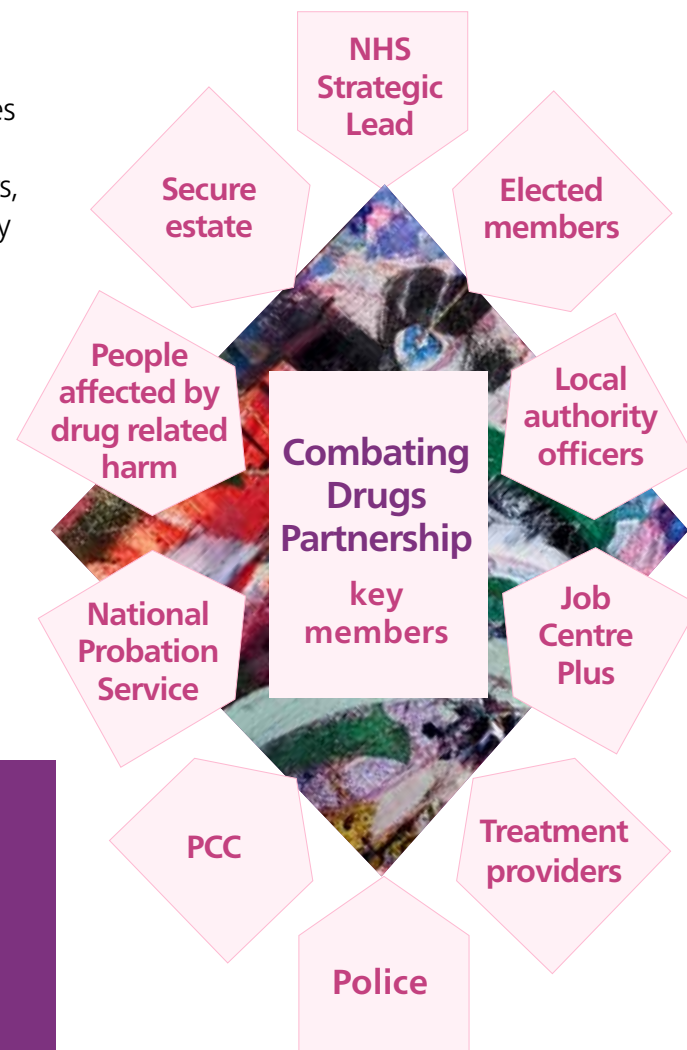 es
s,
y
NHS
Strategic
Lead
Elected
members
Local
authority
officers
Job
Centre
Plus
Treatment
providers
Police
PCC
National
Probation
Service
People
affected by
drug related
harm
Secure
estate
Combating
Drugs
Partnership
key
members